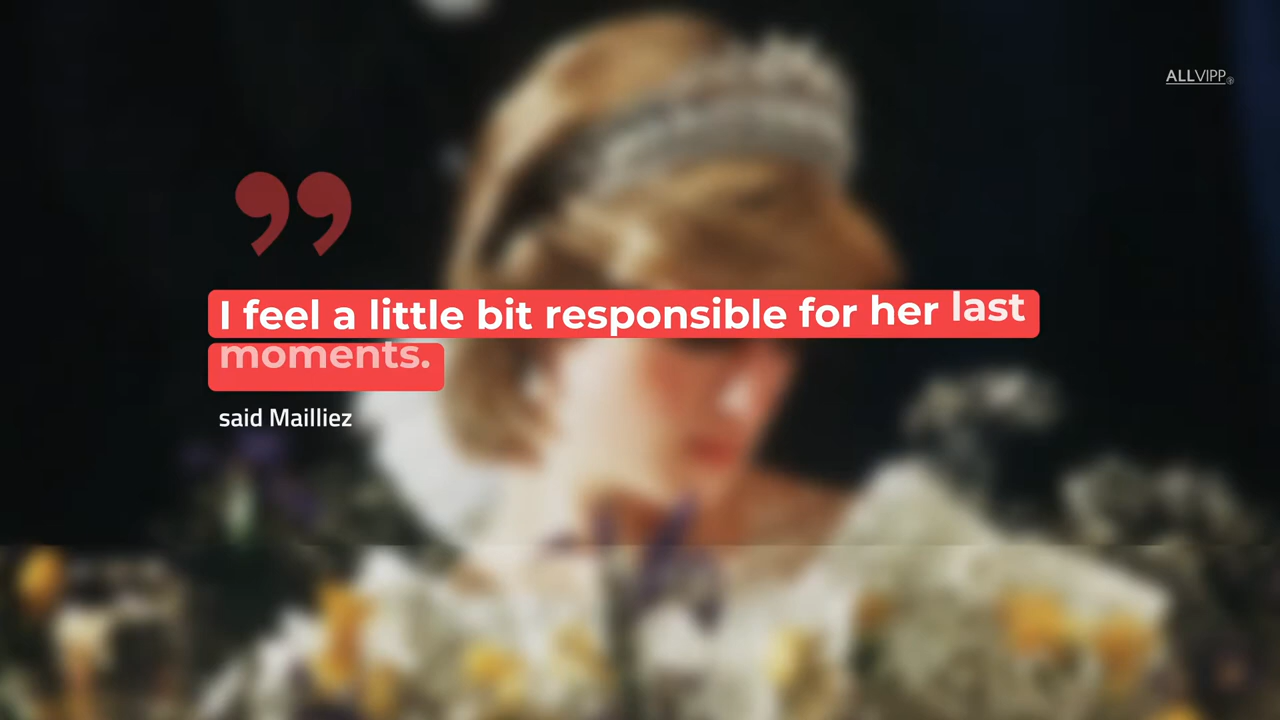 ALLVIPP®
”
I feel a little bit responsible for her last
moments.
said Mailliez